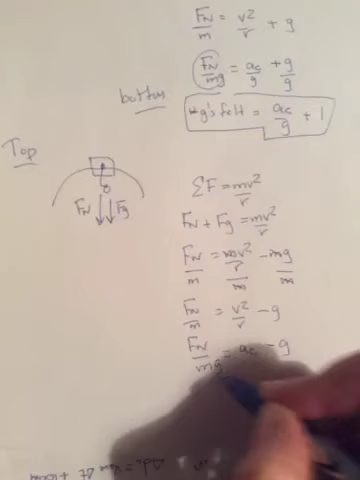 FN/m = v²/r + g
FN/mg = ac/g + g/g
bottom
"g's felt = ac/g + 1
Top
FN Fg
ΣF = mv²/r
FN + Fg = mv²/r
FN/m = mv²/r/m - mg/m
FN/m = v²/r - g
FN/mg = ac - g